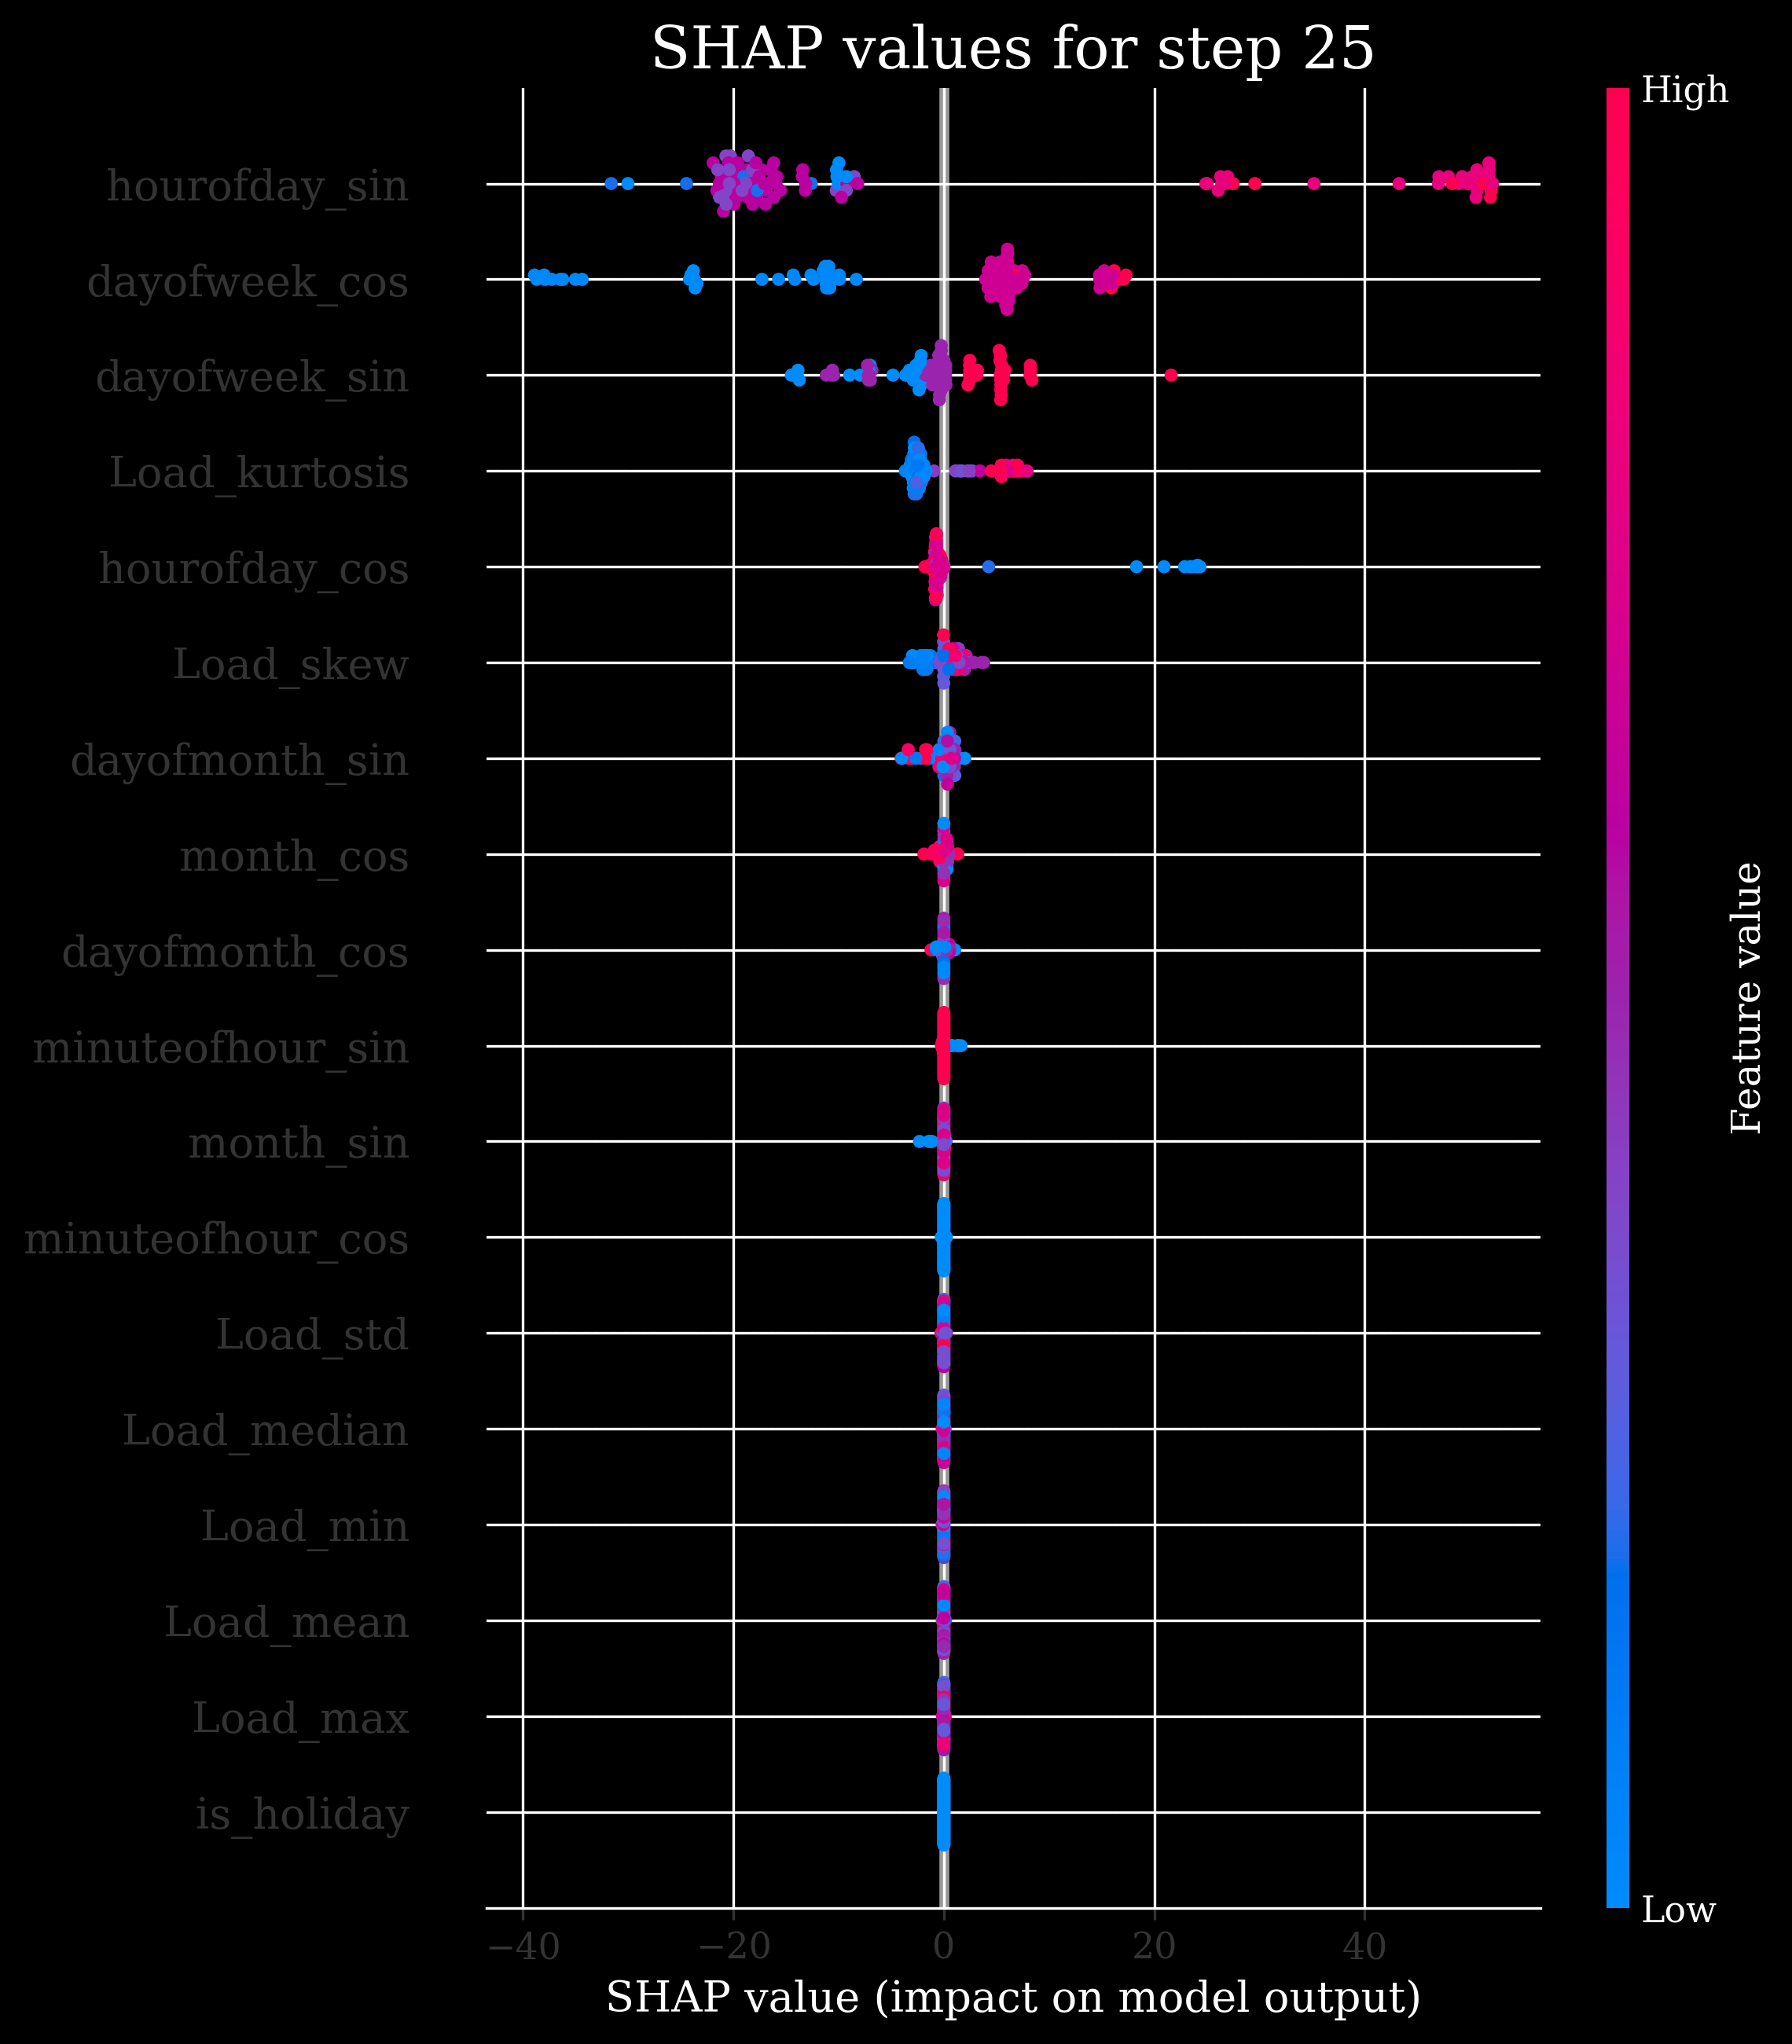 SHAP values for step 25
High
hourofday_sin
dayofweek_cos
dayofweek_sin
Load_kurtosis
hourofday_cos
Load_skew
dayofmonth_sin
month_cos
dayofmonth_cos
minuteofhour_sin
month_sin
minuteofhour_cos
Load_std
Load_median
Load_min
Load_mean
Load_max
is_holiday
Feature value
Low
−40 −20 0 20 40
SHAP value (impact on model output)